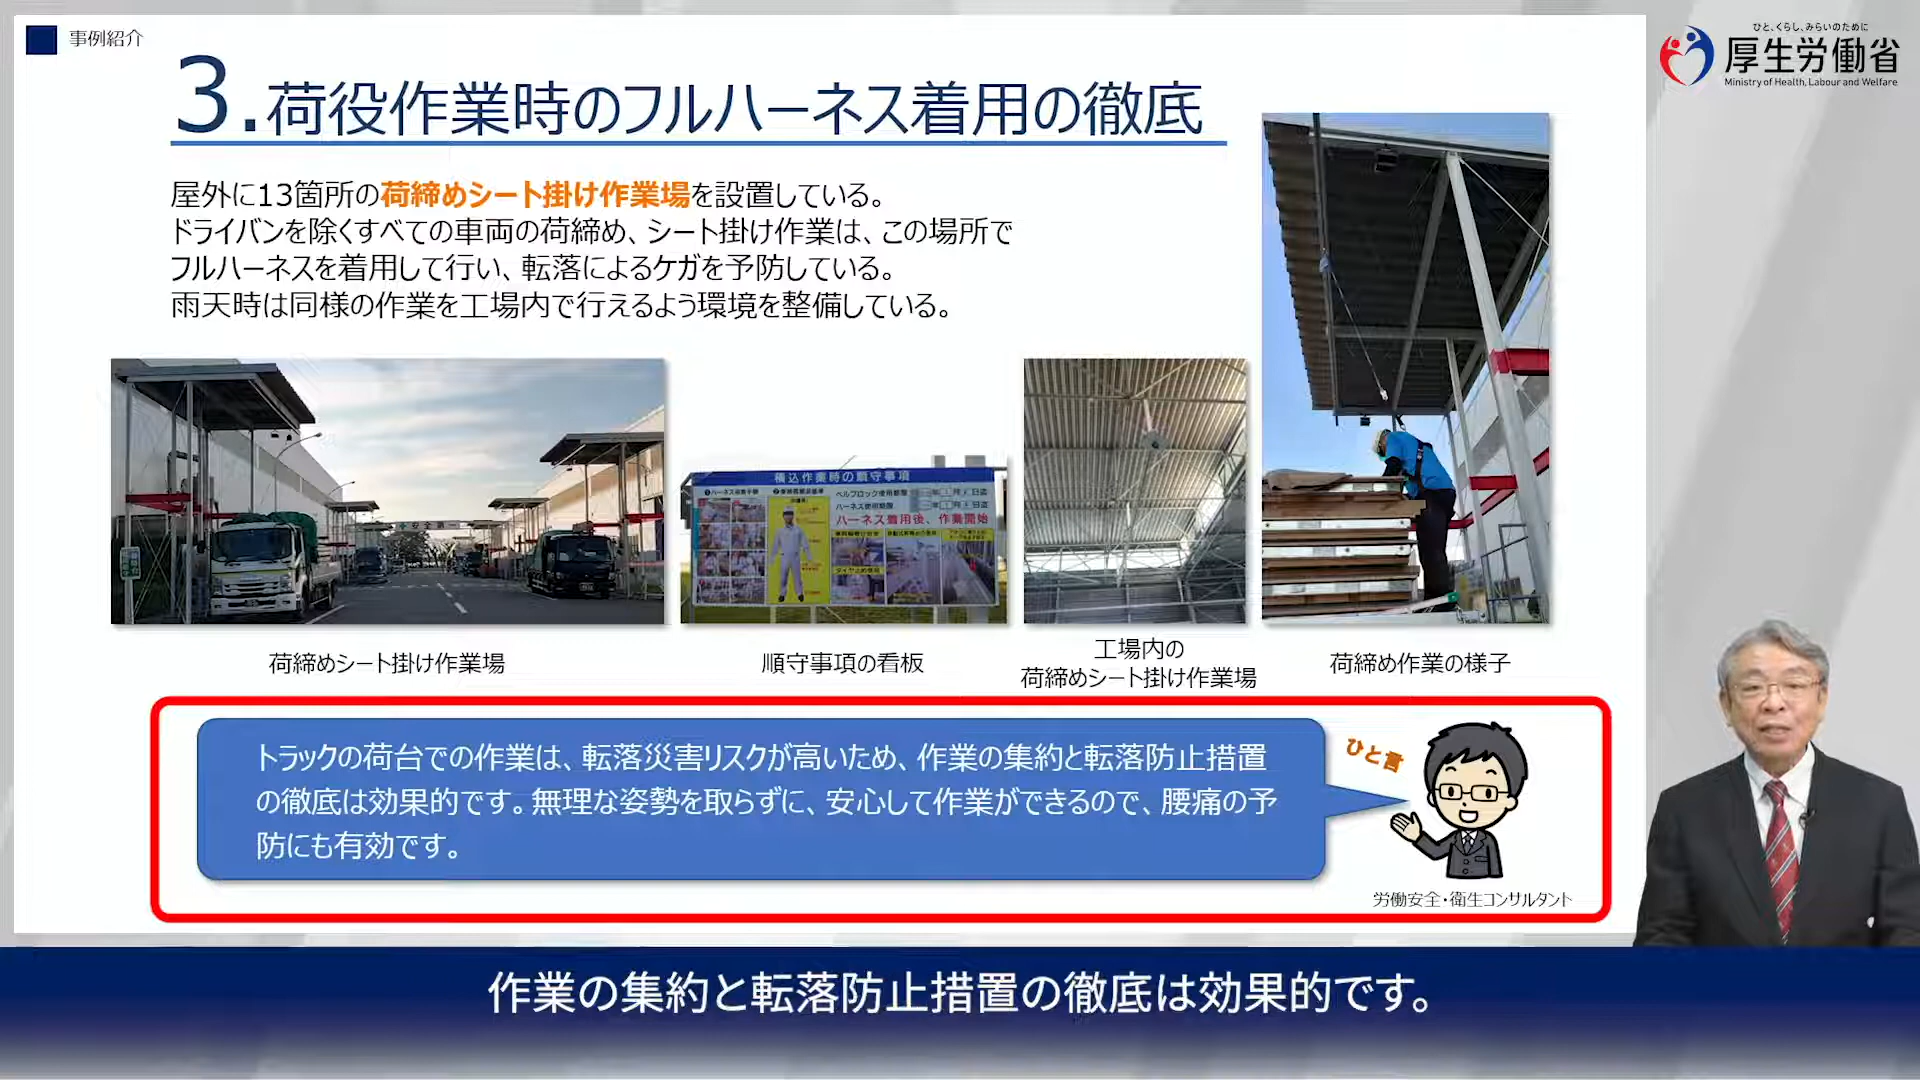 事例紹介
ひと、くらし、みらいのために
厚生労働省
Ministry of Health, Labour and Welfare
3.荷役作業時のフルハーネス着用の徹底
屋外に13箇所の荷締めシート掛け作業場を設置している。
ドライバンを除くすべての車両の荷締め、シート掛け作業は、この場所で
フルハーネスを着用して行い、転落によるケガを予防している。
雨天時は同様の作業を工場内で行えるよう環境を整備している。
安全第一
積込作業時の順守事項
ハーネス着用後、作業開始
荷締めシート掛け作業場
順守事項の看板
工場内の
荷締めシート掛け作業場
荷締め作業の様子
トラックの荷台での作業は、転落災害リスクが高いため、作業の集約と転落防止措置
の徹底は効果的です。無理な姿勢を取らずに、安心して作業ができるので、腰痛の予
防にも有効です。
ひと言
労働安全・衛生コンサルタント
作業の集約と転落防止措置の徹底は効果的です。